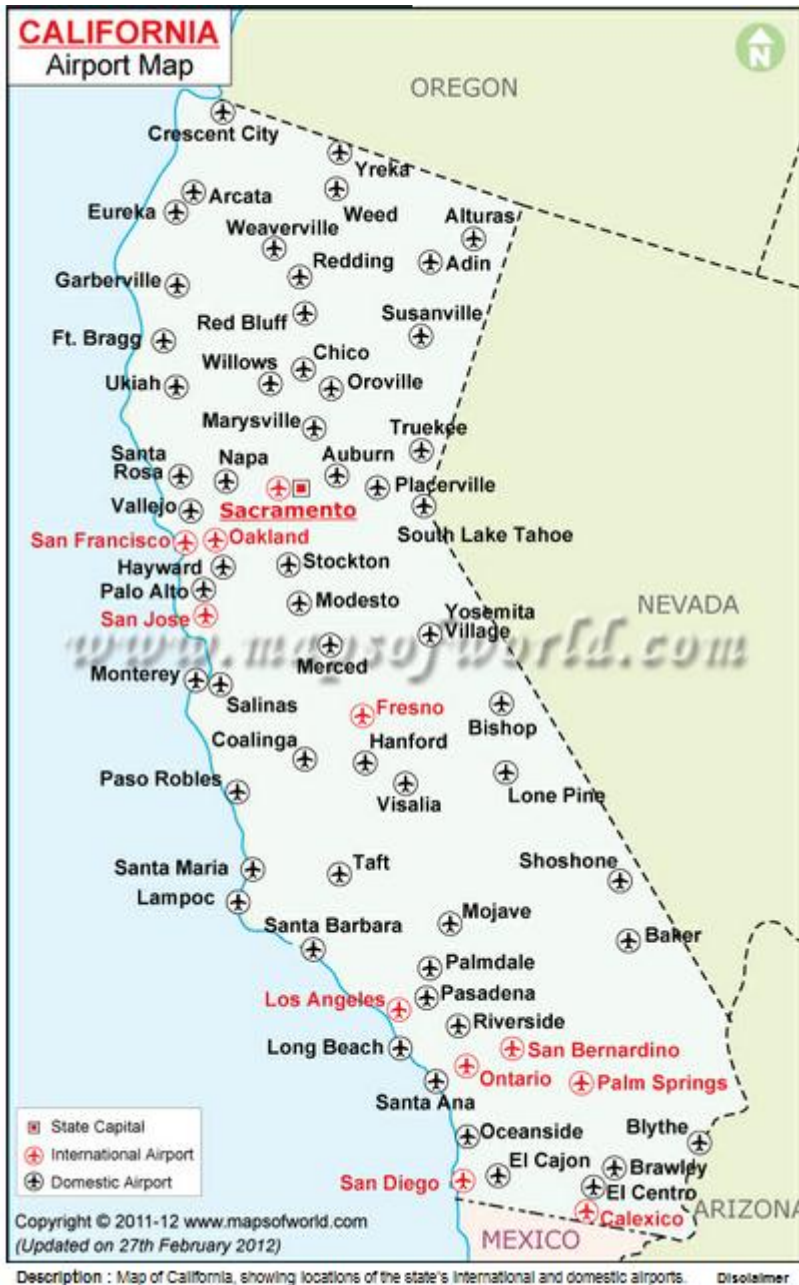 CALIFORNIA
Airport Map
N
OREGON
Crescent City
Yreka
Arcata
Eureka
Weed
Weaverville
Alturas
Redding
Adin
Garberville
Red Bluff
Susanville
Ft. Bragg
Willows
Chico
Ukiah
Oroville
Marysville
Truekee
Santa
Rosa
Napa
Auburn
Placerville
Vallejo
Sacramento
South Lake Tahoe
San Francisco
Oakland
Hayward
Stockton
Palo Alto
Modesto
NEVADA
San Jose
Yosemita
Village
www.mapsofworld.com
Merced
Monterey
Salinas
Fresno
Bishop
Coalinga
Hanford
Paso Robles
Visalia
Lone Pine
Santa Maria
Taft
Shoshone
Lampoc
Mojave
Santa Barbara
Baker
Palmdale
Los Angeles
Pasadena
Riverside
Long Beach
San Bernardino
Ontario
Palm Springs
Santa Ana
Oceanside
Blythe
El Cajon
Brawley
San Diego
El Centro
Calexico
ARIZONA
MEXICO
State Capital
International Airport
Domestic Airport
Copyright © 2011-12 www.mapsofworld.com
(Updated on 27th February 2012)
Description : Map of California, showing locations of the state's international and domestic airports. Disclaimer